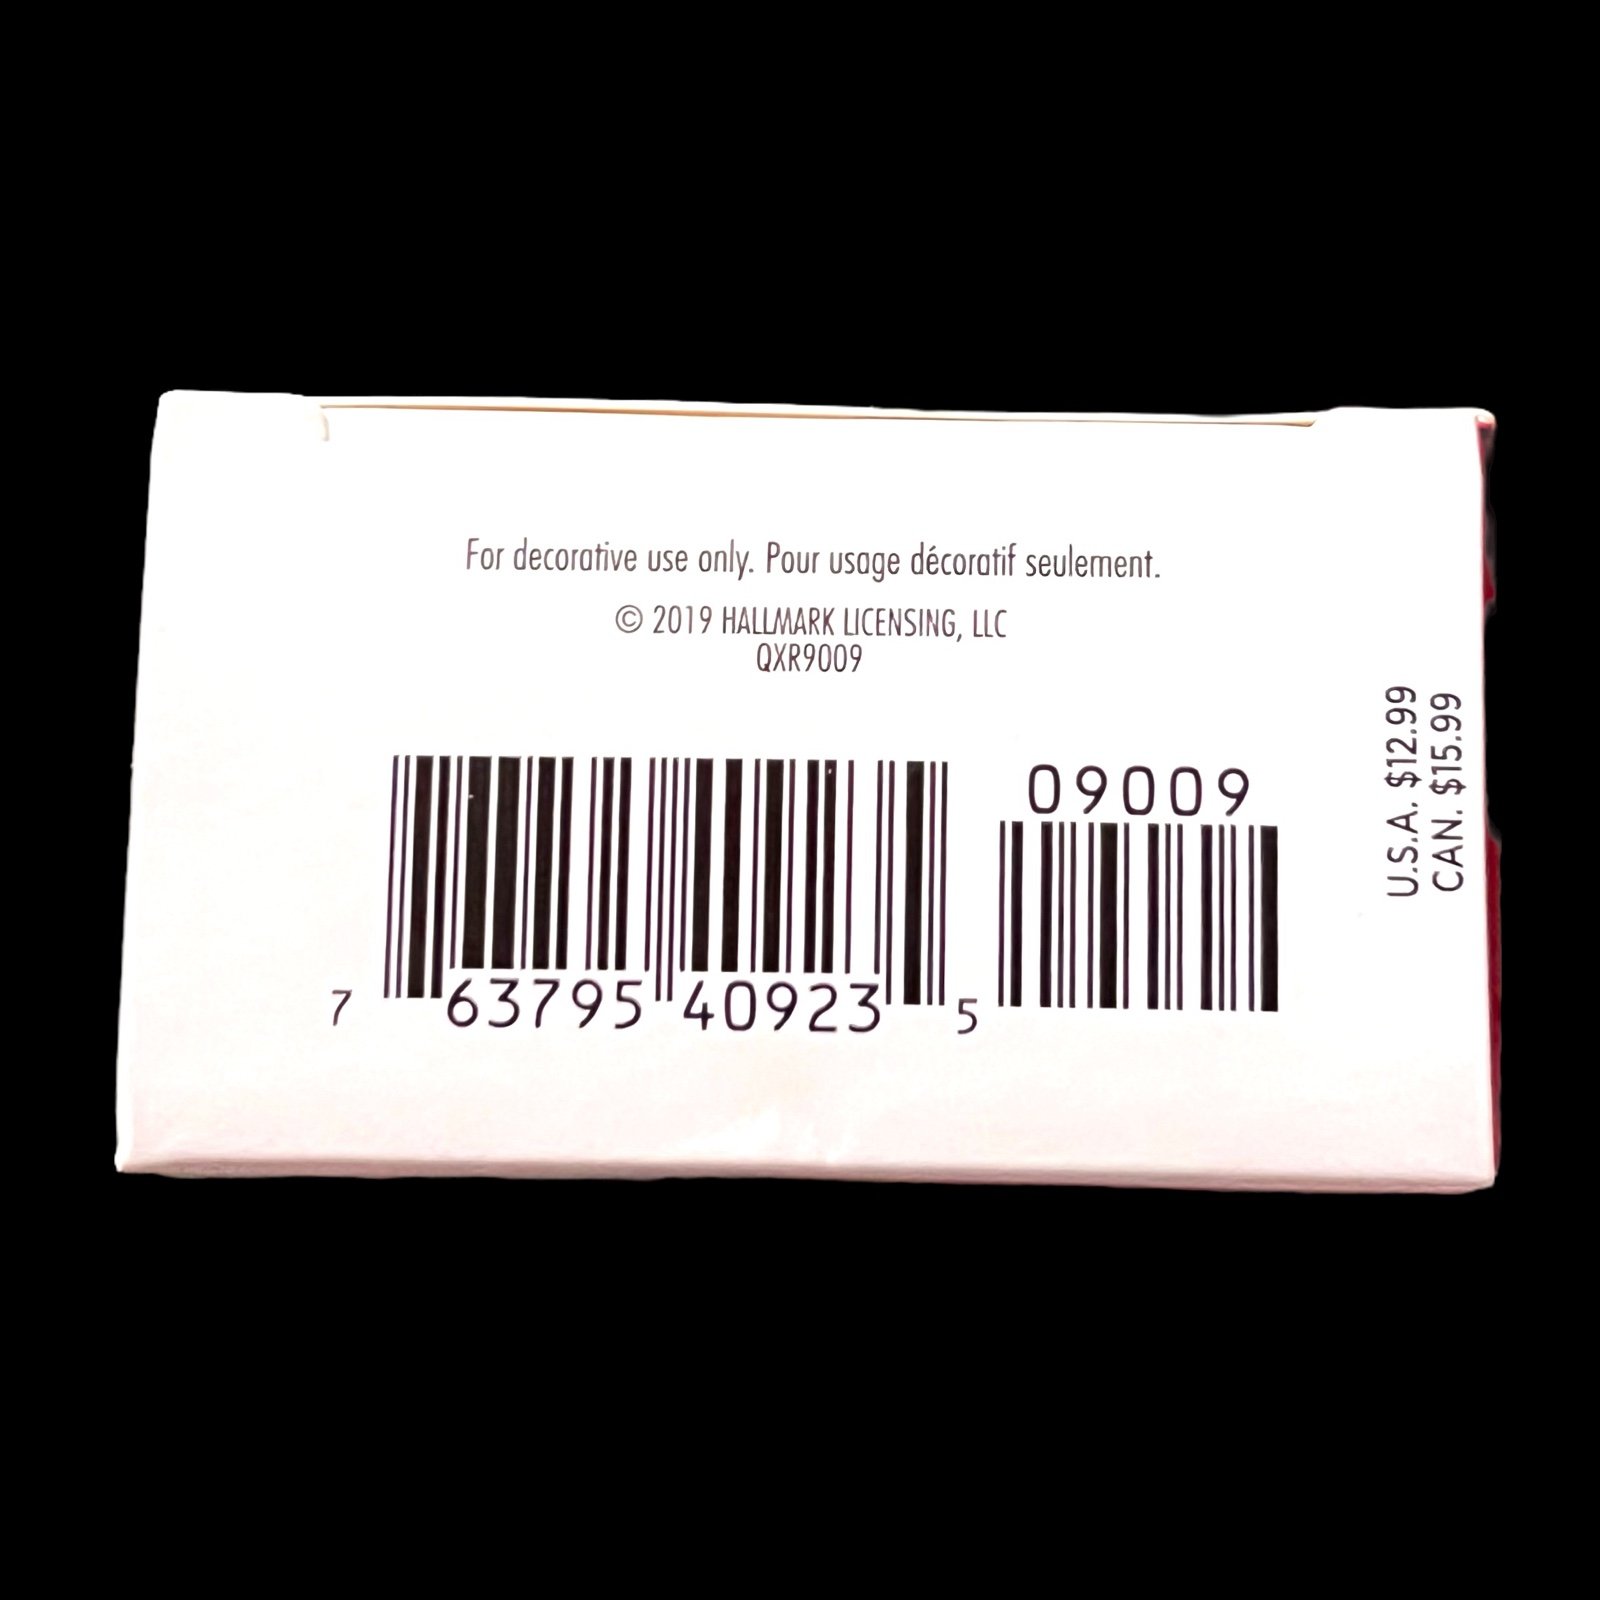 For decorative use only. Pour usage décoratif seulement.
© 2019 HALLMARK LICENSING, LLC
QXR9009
09009
7 63795 40923 5
U.S.A. $12.99
CAN. $15.99